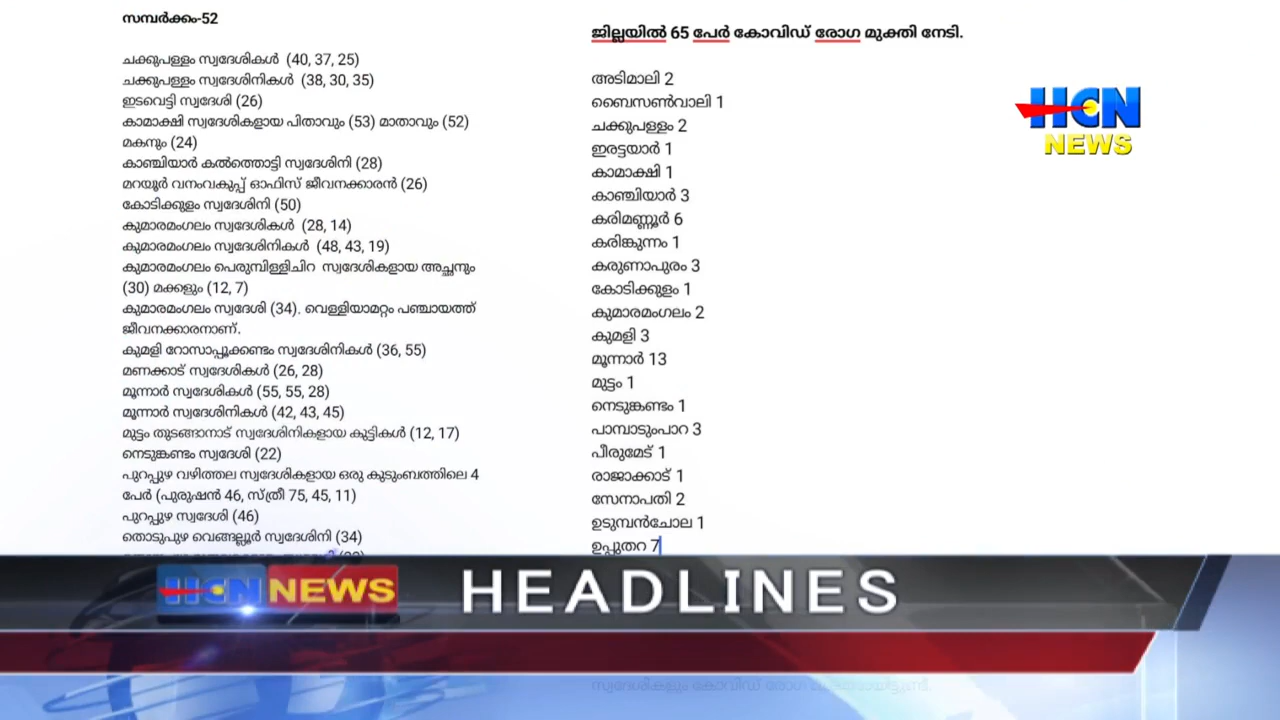 സമ്പർക്കം-52
ചക്കുപള്ളം സ്വദേശികൾ (40, 37, 25)
ചക്കുപള്ളം സ്വദേശിനികൾ (38, 30, 35)
ഇടവെട്ടി സ്വദേശി (26)
കാമാക്ഷി സ്വദേശികളായ പിതാവും (53) മാതാവും (52)
മകനും (24)
കാഞ്ചിയാർ കൽത്തൊട്ടി സ്വദേശിനി (28)
മറയൂർ വനംവകുപ്പ് ഓഫിസ് ജീവനക്കാരൻ (26)
കോടിക്കുളം സ്വദേശിനി (50)
കുമാരമംഗലം സ്വദേശികൾ (28, 14)
കുമാരമംഗലം സ്വദേശിനികൾ (48, 43, 19)
കുമാരമംഗലം പെരുമ്പിള്ളിചിറ സ്വദേശികളായ അച്ഛനും
(30) മക്കളും (12, 7)
കുമാരമംഗലം സ്വദേശി (34). വെള്ളിയാമറ്റം പഞ്ചായത്ത്
ജീവനക്കാരനാണ്.
കുമളി റോസാപ്പൂക്കണ്ടം സ്വദേശിനികൾ (36, 55)
മണക്കാട് സ്വദേശികൾ (26, 28)
മൂന്നാർ സ്വദേശികൾ (55, 55, 28)
മൂന്നാർ സ്വദേശിനികൾ (42, 43, 45)
മുട്ടം തുടങ്ങാനാട് സ്വദേശിനികളായ കുട്ടികൾ (12, 17)
നെടുങ്കണ്ടം സ്വദേശി (22)
പുറപ്പുഴ വഴിത്തല സ്വദേശികളായ ഒരു കുടുംബത്തിലെ 4
പേർ (പുരുഷൻ 46, സ്ത്രീ 75, 45, 11)
പുറപ്പുഴ സ്വദേശി (46)
തൊടുപുഴ വെങ്ങല്ലൂർ സ്വദേശിനി (34)
ജില്ലയിൽ 65 പേർ കോവിഡ് രോഗ മുക്തി നേടി.
അടിമാലി 2
ബൈസൺവാലി 1
ചക്കുപള്ളം 2
ഇരട്ടയാർ 1
കാമാക്ഷി 1
കാഞ്ചിയാർ 3
കരിമണ്ണൂർ 6
കരിങ്കുന്നം 1
കരുണാപുരം 3
കോടിക്കുളം 1
കുമാരമംഗലം 2
കുമളി 3
മൂന്നാർ 13
മുട്ടം 1
നെടുങ്കണ്ടം 1
പാമ്പാടുംപാറ 3
പീരുമേട് 1
രാജാക്കാട് 1
സേനാപതി 2
ഉടുമ്പൻചോല 1
ഉപ്പുതറ 7
HCN
NEWS
HCN NEWS
HEADLINES